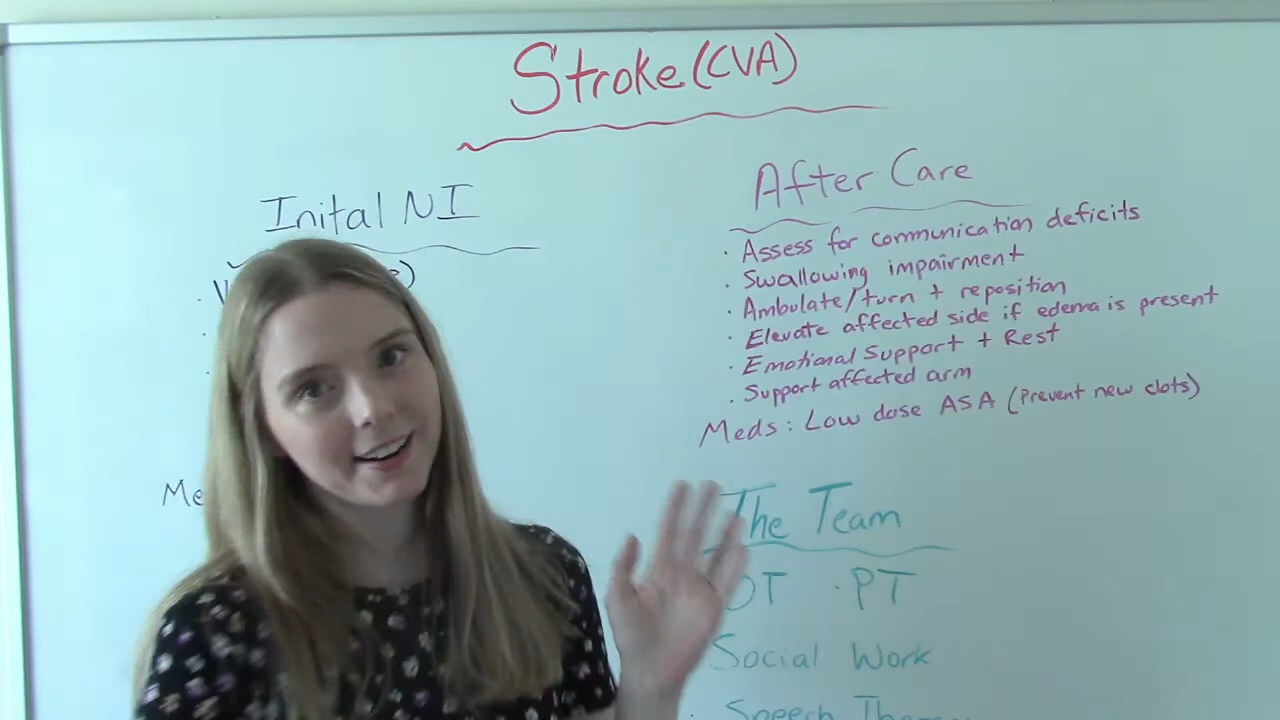 Stroke (CVA)
Inital NI
After Care
· Assess for communication deficits
· Swallowing impairment
· Ambulate/turn + reposition
· Elevate affected side if edema is present
· Emotional Support + Rest
· Support affected arm
Meds: Low dose ASA (Prevent new clots)
The Team
OT · PT
Social Work
Speech